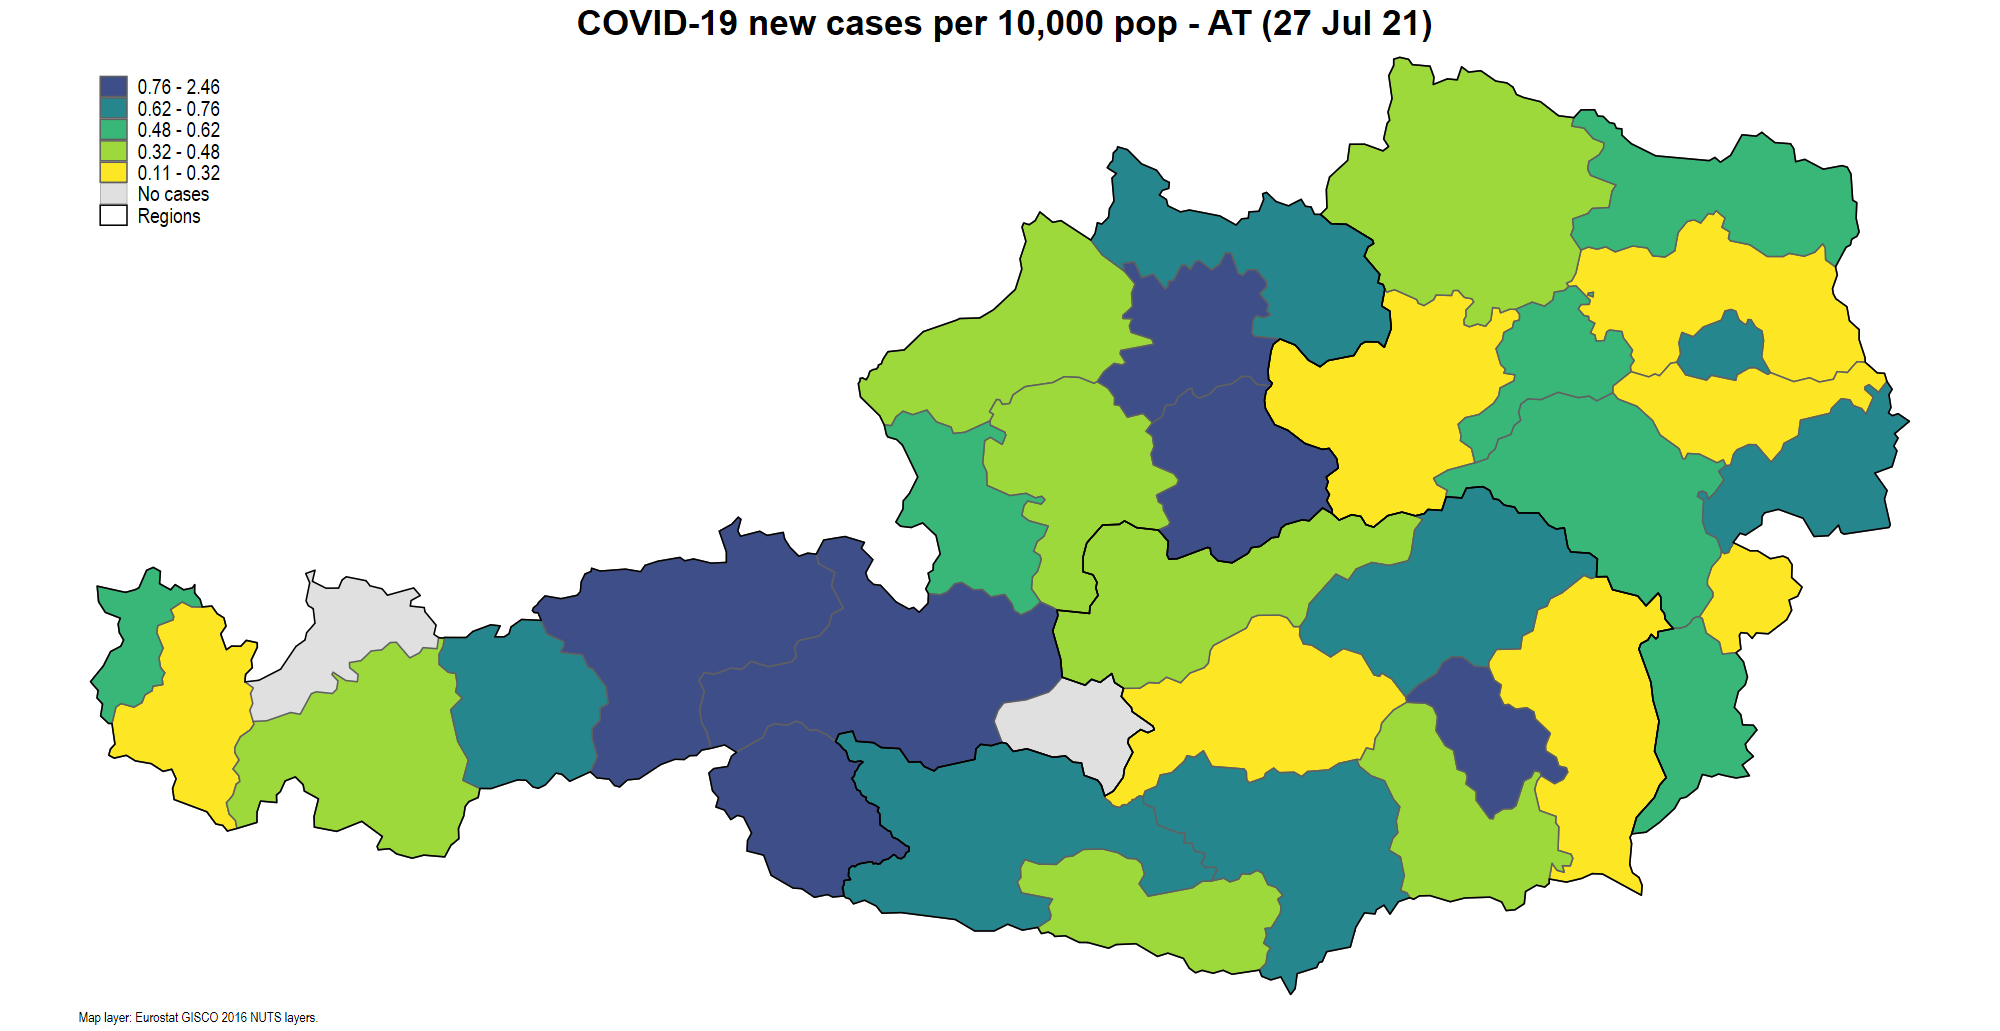 COVID-19 new cases per 10,000 pop - AT (27 Jul 21)
0.76 - 2.46
0.62 - 0.76
0.48 - 0.62
0.32 - 0.48
0.11 - 0.32
No cases
Regions
Map layer: Eurostat GISCO 2016 NUTS layers.